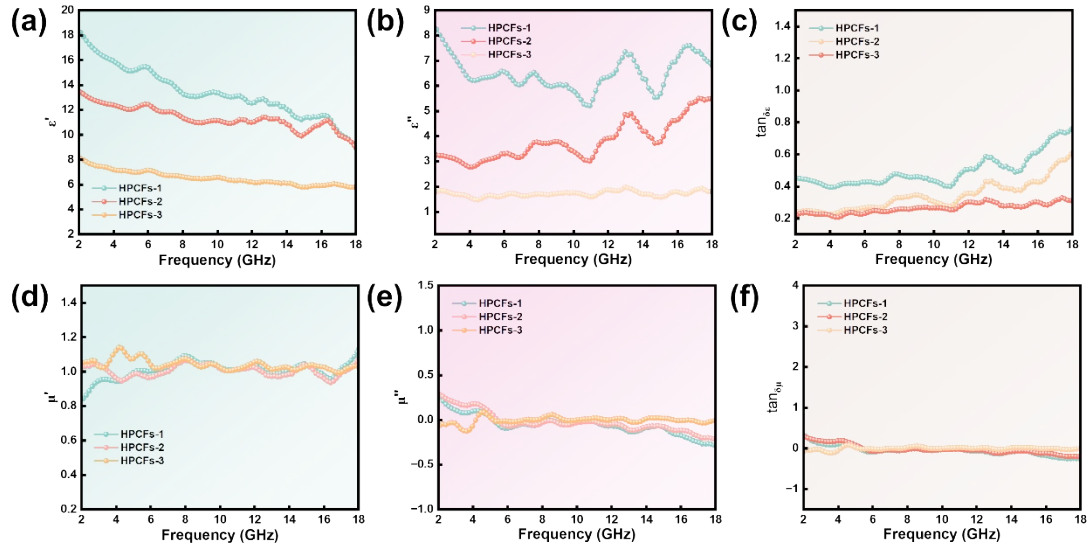 (a)
20
18
16
14
12
10
8
6
4
2
ε'
HPCFs-1
HPCFs-2
HPCFs-3
2 4 6 8 10 12 14 16 18
Frequency (GHz)
(b)
9
8
7
6
5
4
3
2
1
ε"
HPCFs-1
HPCFs-2
HPCFs-3
2 4 6 8 10 12 14 16 18
Frequency (GHz)
(c)
1.4
1.2
1.0
0.8
0.6
0.4
0.2
tanδε
HPCFs-1
HPCFs-2
HPCFs-3
2 4 6 8 10 12 14 16 18
Frequency (GHz)
(d)
1.4
1.2
1.0
0.8
0.6
0.4
0.2
μ'
HPCFs-1
HPCFs-2
HPCFs-3
2 4 6 8 10 12 14 16 18
Frequency (GHz)
(e)
1.5
1.0
0.5
0.0
−0.5
−1.0
μ"
HPCFs-1
HPCFs-2
HPCFs-3
2 4 6 8 10 12 14 16 18
Frequency (GHz)
(f)
4
3
2
1
0
−1
tanδμ
HPCFs-1
HPCFs-2
HPCFs-3
2 4 6 8 10 12 14 16 18
Frequency (GHz)